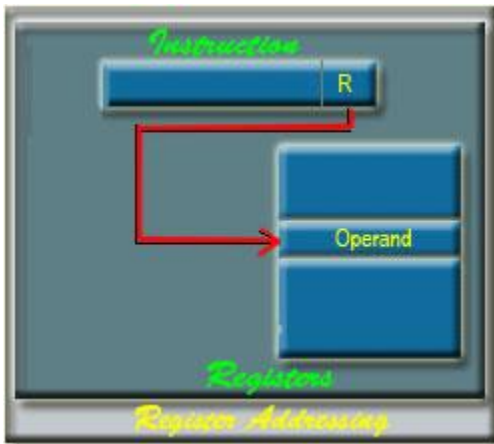 Instruction
R
Operand
Registers
Register Addressing